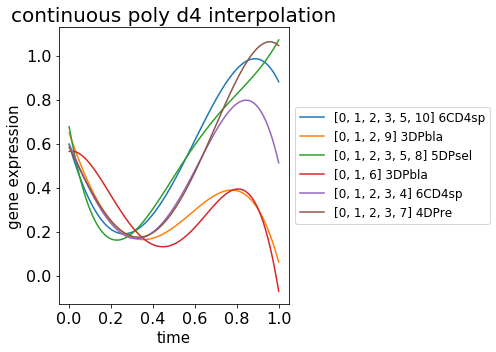 continuous poly d4 interpolation
gene expression
1.0
0.8
0.6
0.4
0.2
0.0
0.0 0.2 0.4 0.6 0.8 1.0
time
[0, 1, 2, 3, 5, 10] 6CD4sp
[0, 1, 2, 9] 3DPbla
[0, 1, 2, 3, 5, 8] 5DPsel
[0, 1, 6] 3DPbla
[0, 1, 2, 3, 4] 6CD4sp
[0, 1, 2, 3, 7] 4DPre